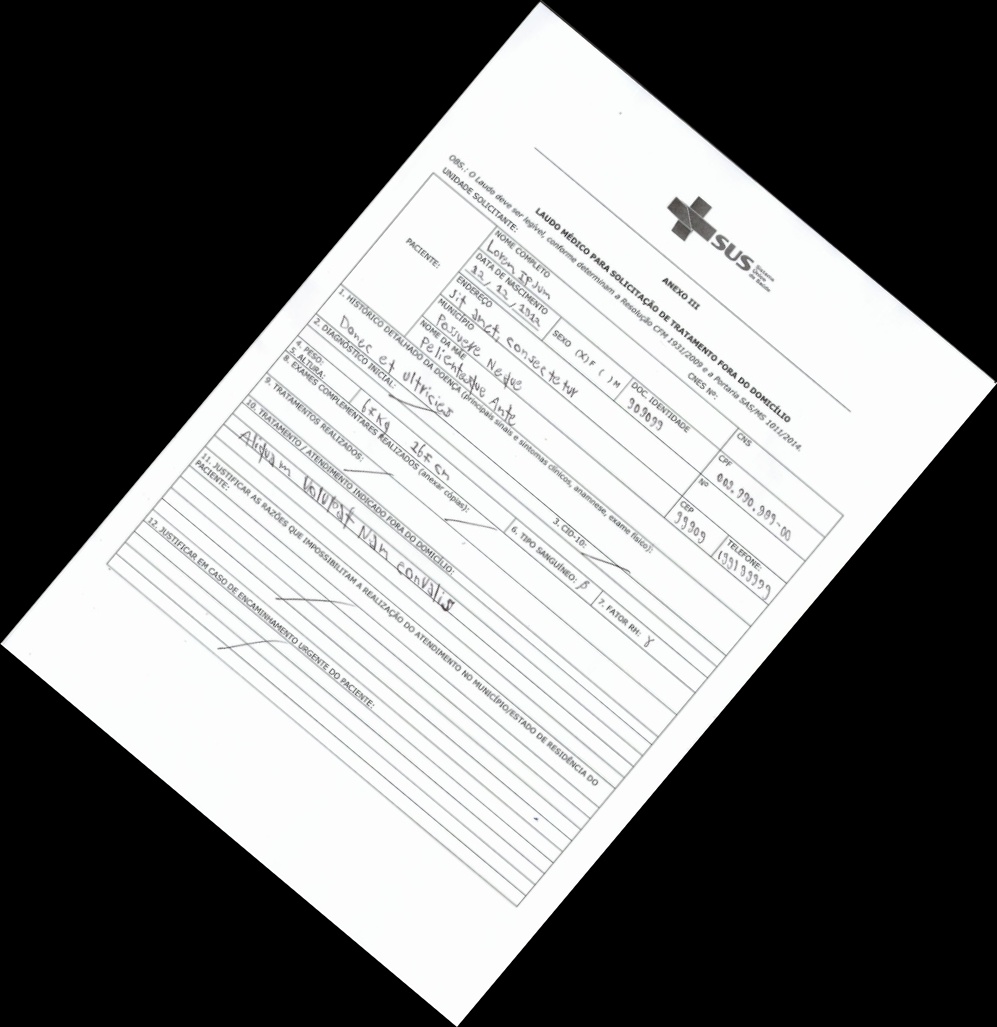 SUS Sistema
Único
de Saúde
ANEXO III
LAUDO MÉDICO PARA SOLICITAÇÃO DE TRATAMENTO FORA DO DOMICÍLIO
OBS.: O Laudo deve ser legível, conforme determinam a Resolução CFM 1931/2009 e a Portaria SAS/MS 1011/2014.
UNIDADE SOLICITANTE: CNES Nº:
PACIENTE:
NOME COMPLETO CNS
Lorem Ipsum
DATA DE NASCIMENTO SEXO (X) F ( ) M DOC. IDENTIDADE CPF
12/12/1922 909099 009.990.999-00
ENDEREÇO Nº
Sit Amet, consectetur
MUNICÍPIO CEP TELEFONE:
Posuere Neque 99909 (99) 99999
NOME DA MÃE
Pelientesque Ante
1. HISTÓRICO DETALHADO DA DOENÇA (principais sinais e sintomas clínicos, anamnese, exame físico):
Donec et ultricies
2. DIAGNÓSTICO INICIAL: 3. CID-10:
4. PESO: 6. TIPO SANGUÍNEO: β 7. FATOR RH: γ
5. ALTURA:
8. EXAMES COMPLEMENTARES REALIZADOS (anexar cópias):
9. TRATAMENTOS REALIZADOS:
10. TRATAMENTO / ATENDIMENTO INDICADO FORA DO DOMICÍLIO:
Aliquam Volutpat Nam convalis
11. JUSTIFICAR AS RAZÕES QUE IMPOSSIBILITAM A REALIZAÇÃO DO ATENDIMENTO NO MUNICÍPIO/ESTADO DE RESIDÊNCIA DO
PACIENTE:
12. JUSTIFICAR EM CASO DE ENCAMINHAMENTO URGENTE DO PACIENTE: